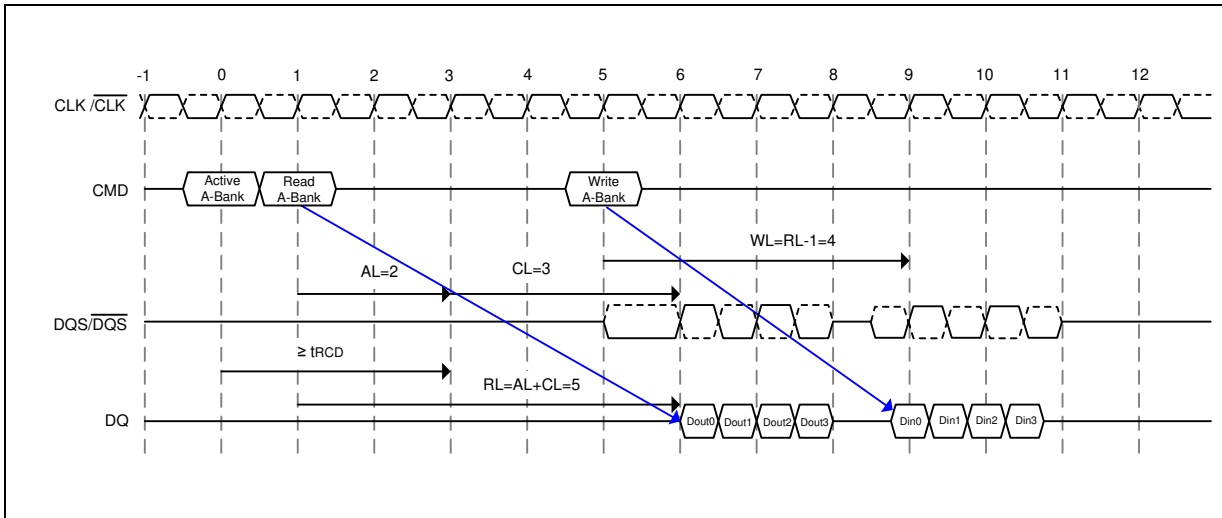 -1 0 1 2 3 4 5 6 7 8 9 10 11 12
CLK /CLK
CMD
Active
A-Bank
Read
A-Bank
Write
A-Bank
WL=RL-1=4
AL=2
CL=3
DQS/DQS
≥ tRCD
RL=AL+CL=5
DQ
Dout0 Dout1 Dout2 Dout3 Din0 Din1 Din2 Din3